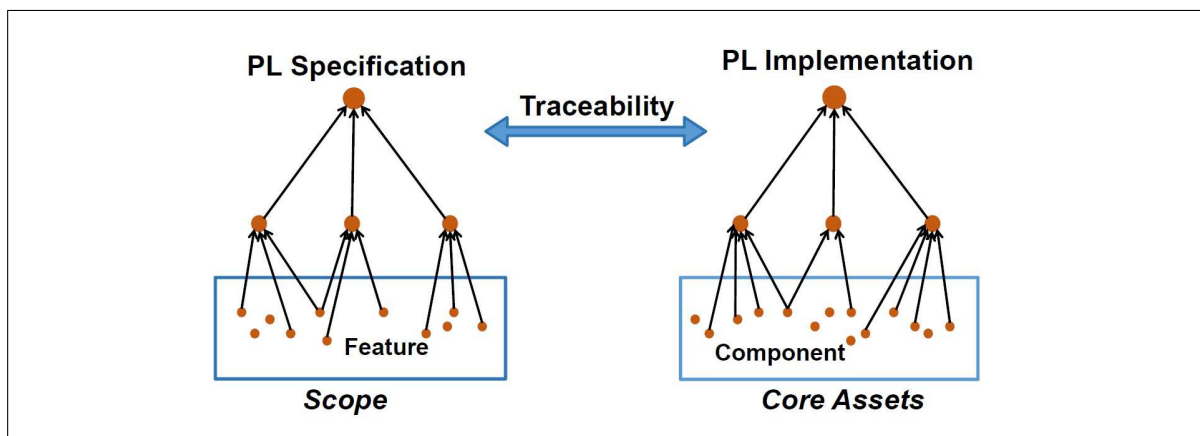 PL Specification
PL Implementation
Traceability
Feature
Component
Scope
Core Assets